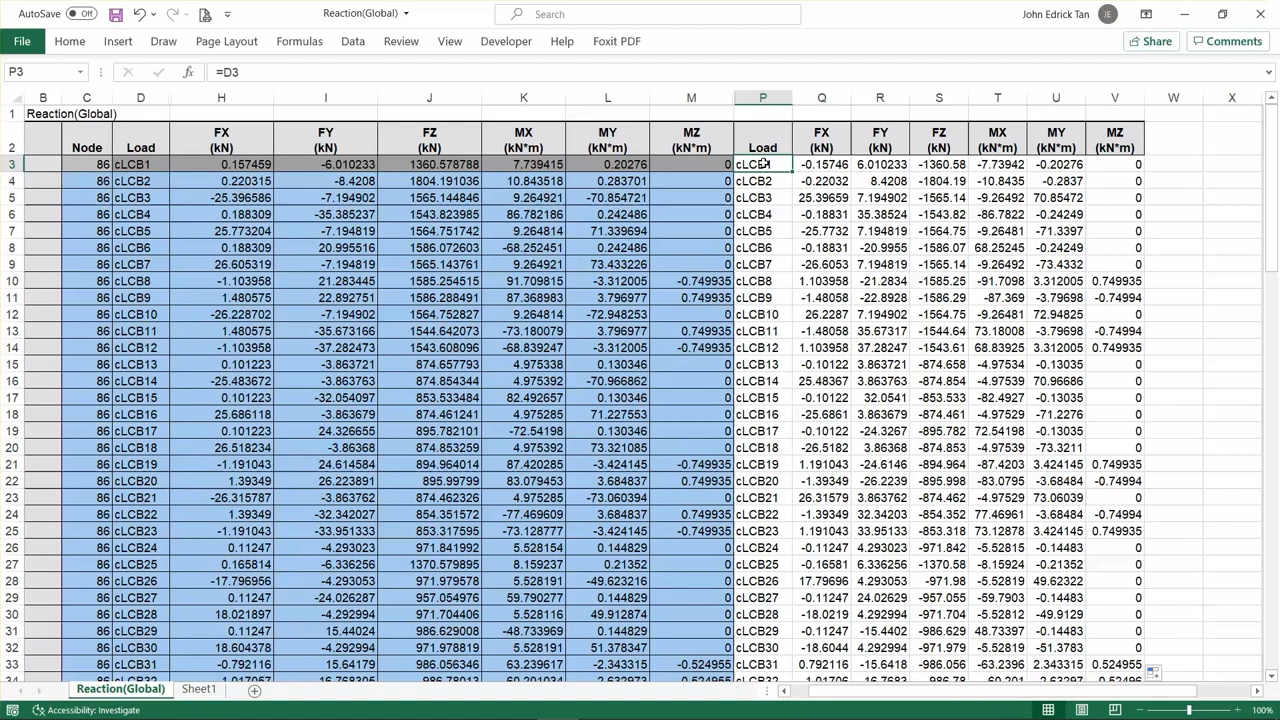 AutoSave Off Reaction(Global) Search John Edrick Tan JE
File Home Insert Draw Page Layout Formulas Data Review View Developer Help Foxit PDF Share Comments
P3 fx =D3
B C D H I J K L M P Q R S T U V W X
1 Reaction(Global)
FX FY FZ MX MY MZ FX FY FZ MX MY MZ
2 Node Load (kN) (kN) (kN) (kN*m) (kN*m) (kN*m) Load (kN) (kN) (kN) (kN*m) (kN*m) (kN*m)
3 86 cLCB1 0.157459 -6.010233 1360.578788 7.739415 0.20276 0 cLCB1 -0.15746 6.010233 -1360.58 -7.73942 -0.20276 0
4 86 cLCB2 0.220315 -8.4208 1804.191036 10.843518 0.283701 0 cLCB2 -0.22032 8.4208 -1804.19 -10.8435 -0.2837 0
5 86 cLCB3 -25.396586 -7.194902 1565.144846 9.264921 -70.854721 0 cLCB3 25.39659 7.194902 -1565.14 -9.26492 70.85472 0
6 86 cLCB4 0.188309 -35.385237 1543.823985 86.782186 0.242486 0 cLCB4 -0.18831 35.38524 -1543.82 -86.7822 -0.24249 0
7 86 cLCB5 25.773204 -7.194819 1564.751742 9.264811 71.339694 0 cLCB5 -25.7732 7.194819 -1564.75 -9.26481 -71.3397 0
8 86 cLCB6 0.188309 20.995516 1586.072603 -68.252451 0.242486 0 cLCB6 -0.18831 -20.9955 -1586.07 68.25245 -0.24249 0
9 86 cLCB7 26.605319 -7.194819 1565.143761 9.264921 73.433226 0 cLCB7 -26.6053 7.194819 -1565.14 -9.26492 -73.4332 0
10 86 cLCB8 -1.103958 21.283445 1585.254515 91.709815 -3.312005 -0.749935 cLCB8 1.103958 -21.2834 -1585.25 -91.7098 3.312005 0.749935
11 86 cLCB9 1.480575 22.892751 1586.288491 87.368983 3.796977 0.749935 cLCB9 -1.48058 -22.8928 -1586.29 -87.369 -3.79698 -0.74994
12 86 cLCB10 -26.228702 -7.194902 1564.752827 9.264811 -72.948253 0 cLCB10 26.2287 7.194902 -1564.75 -9.26481 72.94825 0
13 86 cLCB11 1.480575 -35.673166 1544.642073 -73.180079 3.796977 0.749935 cLCB11 -1.48058 35.67317 -1544.64 73.18008 -3.79698 -0.74994
14 86 cLCB12 -1.103958 -37.282473 1543.608096 -68.839247 -3.312005 -0.749935 cLCB12 1.103958 37.28247 -1543.61 68.83925 3.312005 0.749935
15 86 cLCB13 0.101223 -3.863721 874.657793 4.975338 0.130346 0 cLCB13 -0.10122 3.863721 -874.658 -4.97534 -0.13035 0
16 86 cLCB14 -25.483672 -3.863763 874.854344 4.975392 -70.966862 0 cLCB14 25.48367 3.863763 -874.854 -4.97539 70.96686 0
17 86 cLCB15 0.101223 -32.054097 853.533484 82.492657 0.130346 0 cLCB15 -0.10122 32.0541 -853.533 -82.4927 -0.13035 0
18 86 cLCB16 25.686118 -3.863679 874.461241 4.975285 71.227553 0 cLCB16 -25.6861 3.863679 -874.461 -4.97529 -71.2276 0
19 86 cLCB17 0.101223 24.326655 895.782101 -72.54198 0.130346 0 cLCB17 -0.10122 -24.3267 -895.782 72.54198 -0.13035 0
20 86 cLCB18 26.518234 -3.86368 874.853259 4.975392 73.321085 0 cLCB18 -26.5182 3.86368 -874.853 -4.97539 -73.3211 0
21 86 cLCB19 -1.191043 24.614584 894.964014 87.420285 -3.424145 -0.749935 cLCB19 1.191043 -24.6146 -894.964 -87.4203 3.424145 0.749935
22 86 cLCB20 1.39349 26.223891 895.99799 83.079453 3.684836 0.749935 cLCB20 -1.39349 -26.2239 -895.998 -83.0795 -3.68484 -0.74994
23 86 cLCB21 -26.315787 -3.863762 874.462326 4.975285 -73.060394 0 cLCB21 26.31579 3.863762 -874.462 -4.97529 73.06039 0
24 86 cLCB22 1.39349 -32.342027 854.351572 -77.469609 3.684836 0.749935 cLCB22 -1.39349 32.34203 -854.352 77.46961 -3.68484 -0.74994
25 86 cLCB23 -1.191043 -33.951333 853.317595 -73.128777 -3.424145 -0.749935 cLCB23 1.191043 33.95133 -853.318 73.12878 3.424145 0.749935
26 86 cLCB24 0.11247 -4.293023 971.841992 5.528154 0.144829 0 cLCB24 -0.11247 4.293023 -971.842 -5.52815 -0.14483 0
27 86 cLCB25 0.165814 -6.336256 1370.579895 8.159237 0.21352 0 cLCB25 -0.16581 6.336256 -1370.58 -8.15924 -0.21352 0
28 86 cLCB26 -17.796956 -4.293053 971.979578 5.528191 -49.623216 0 cLCB26 17.79696 4.293053 -971.98 -5.52819 49.62322 0
29 86 cLCB27 0.11247 -24.026287 957.054976 59.790277 0.144829 0 cLCB27 -0.11247 24.02629 -957.055 -59.7903 -0.14483 0
30 86 cLCB28 18.021897 -4.292994 971.704406 5.528116 49.912874 0 cLCB28 -18.0219 4.292994 -971.704 -5.52812 -49.9129 0
31 86 cLCB29 0.11247 15.44024 986.629008 -48.733969 0.144829 0 cLCB29 -0.11247 -15.4402 -986.629 48.73397 -0.14483 0
32 86 cLCB30 18.604378 -4.292994 971.979 5.528191 51.378347 0 cLCB30 -18.6044 4.292994 -971.979 -5.52819 -51.3783 0
33 86 cLCB31 -0.792116 15.64179 986.056346 63.239617 -2.343315 -0.524955 cLCB31 0.792116 -15.6418 -986.056 -63.2396 2.343315 0.524955
Reaction(Global) Sheet1
Accessibility: Investigate 100%